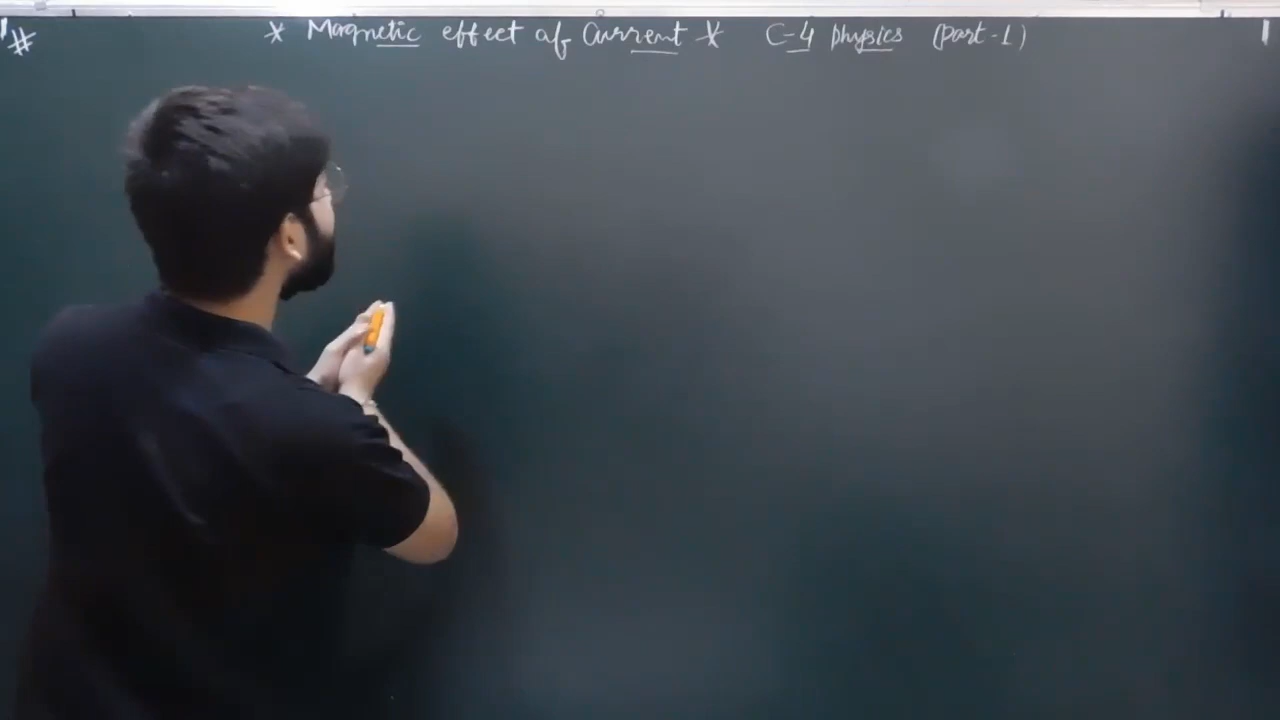 # * Magnetic effect of Current * C-4 physics (Part-1)